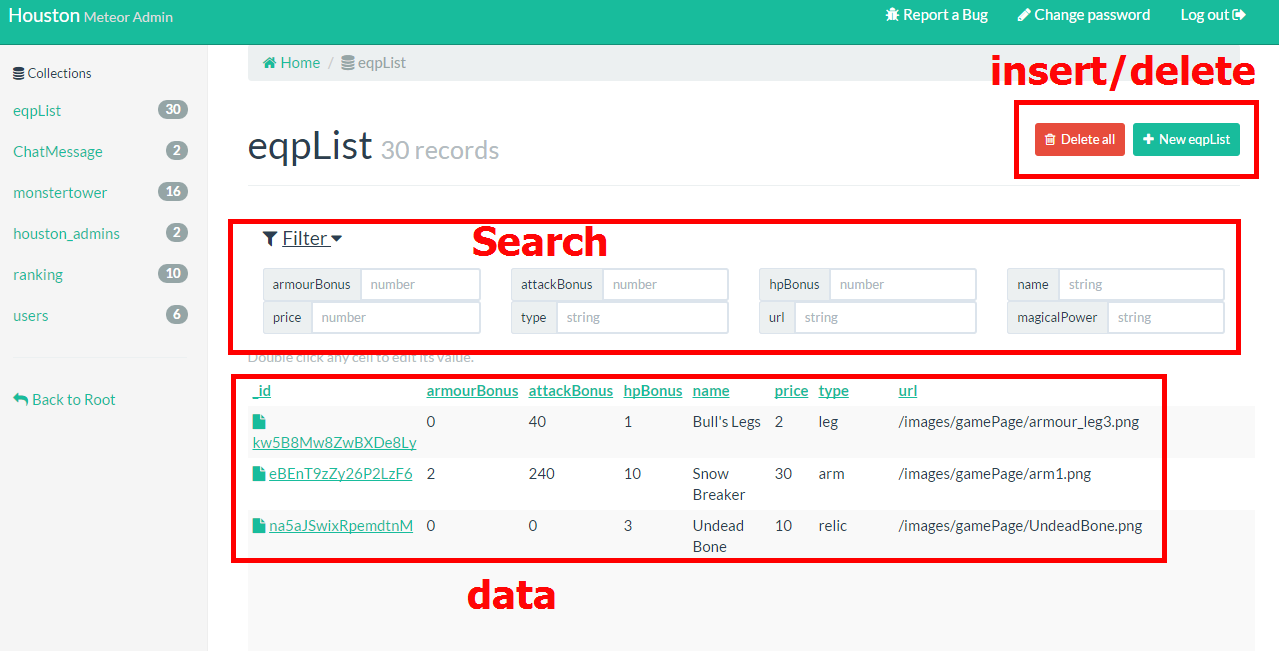 Houston Meteor Admin
Report a Bug Change password Log out
Collections
eqpList 30
ChatMessage 2
monstertower 16
houston_admins 2
ranking 10
users 6
Back to Root
Home / eqpList
insert/delete
eqpList 30 records
Delete all New eqpList
Filter
Search
armourBonus number attackBonus number hpBonus number name string
price number type string url string magicalPower string
Double click any cell to edit its value.
_id armourBonus attackBonus hpBonus name price type url
kw5B8Mw8ZwBXDe8Ly 0 40 1 Bull's Legs 2 leg /images/gamePage/armour_leg3.png
eBEnT9zZy26P2LzF6 2 240 10 Snow Breaker 30 arm /images/gamePage/arm1.png
na5aJSwixRpemdtnM 0 0 3 Undead Bone 10 relic /images/gamePage/UndeadBone.png
data